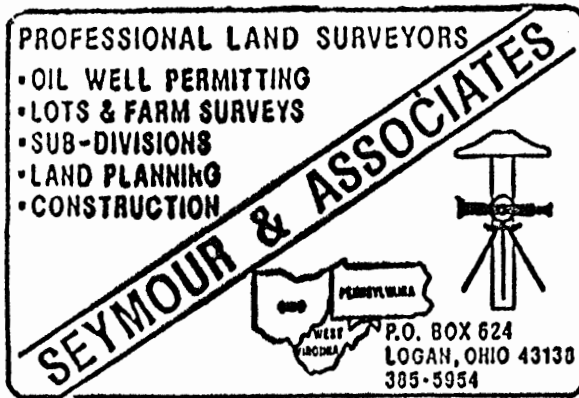 PROFESSIONAL LAND SURVEYORS
•OIL WELL PERMITTING
•LOTS & FARM SURVEYS
•SUB-DIVISIONS
•LAND PLANNING
•CONSTRUCTION
SEYMOUR & ASSOCIATES
OHIO
PENNSYLVANIA
WEST
VIRGINIA
P.O. BOX 624
LOGAN, OHIO 43138
385-5954